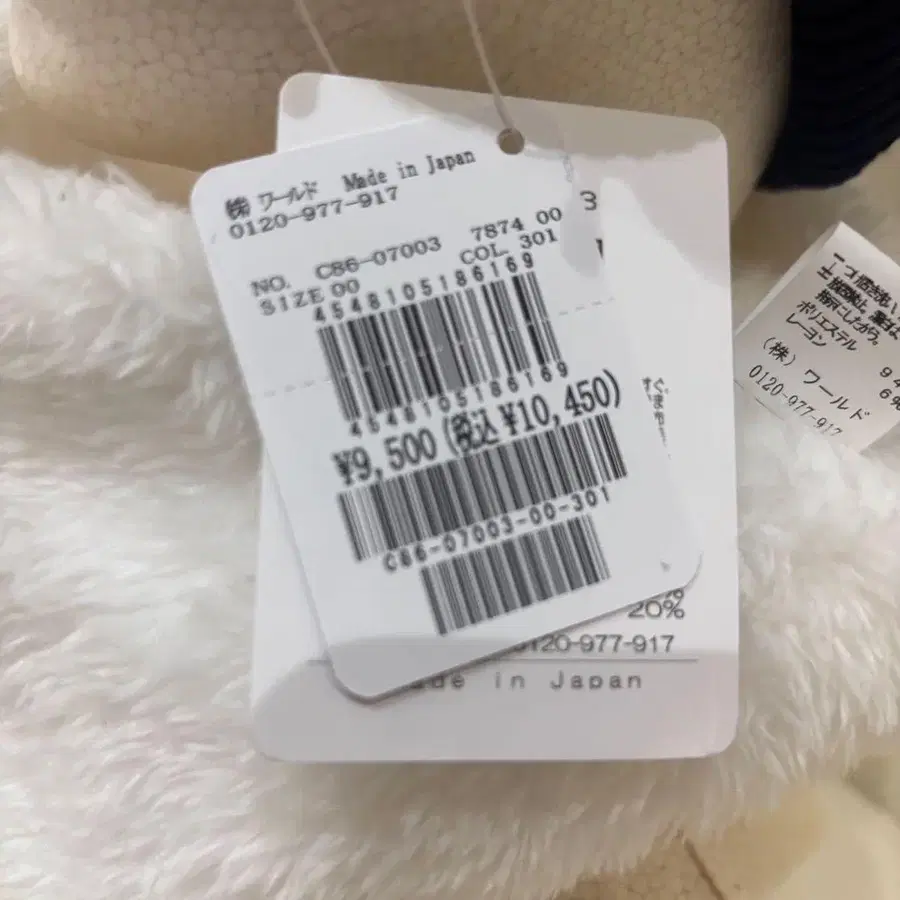 ㈱ ワールド Made in Japan
0120-977-917
NO. C86-07003 7874 00
SIZE 00 COL 301
4548105186169
4548105186169
¥9,500(税込¥10,450)
C86-07003-00-301
3
20%
0120-977-917
ade in Japan
ポリエステル 94
レーヨン 6%
(株) ワールド
0120-977-917